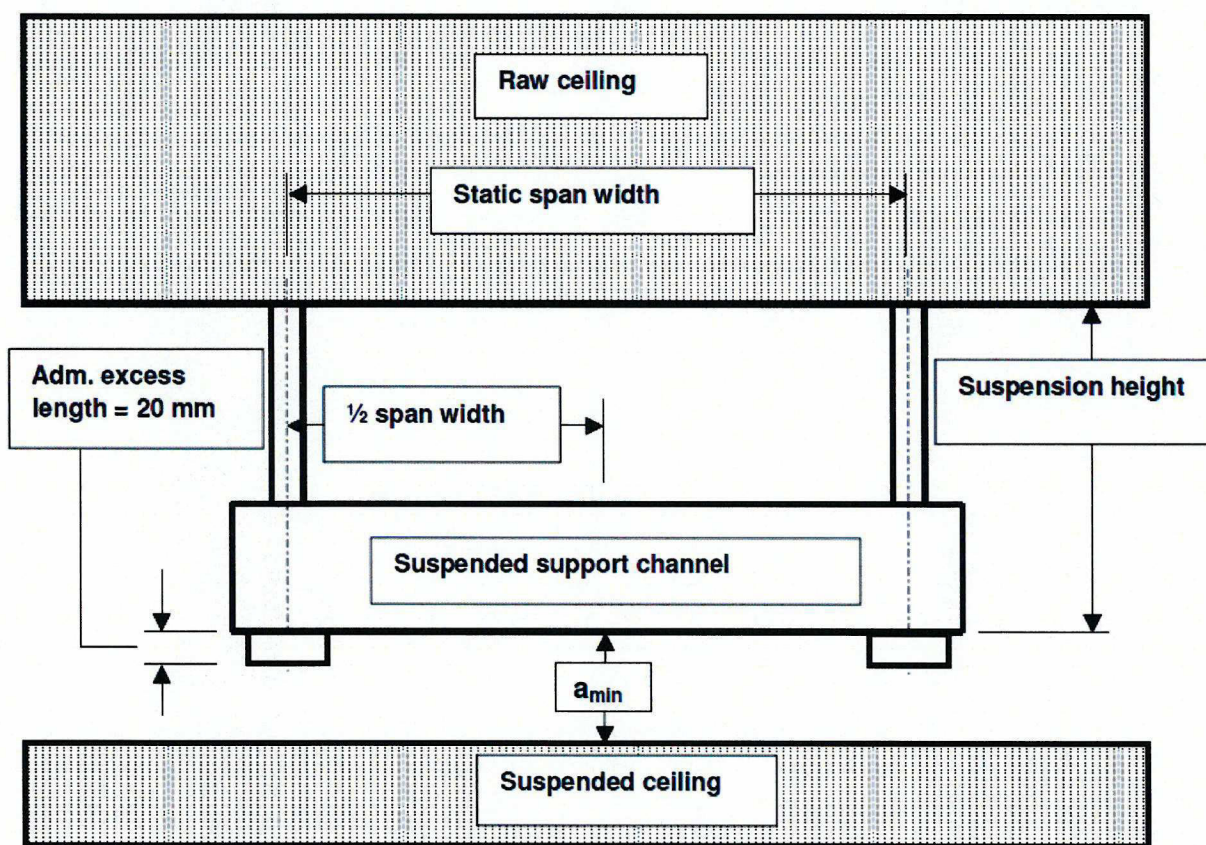 Raw ceiling
Static span width
Adm. excess
length = 20 mm
½ span width
Suspension height
Suspended support channel
aₘᵢₙ
Suspended ceiling